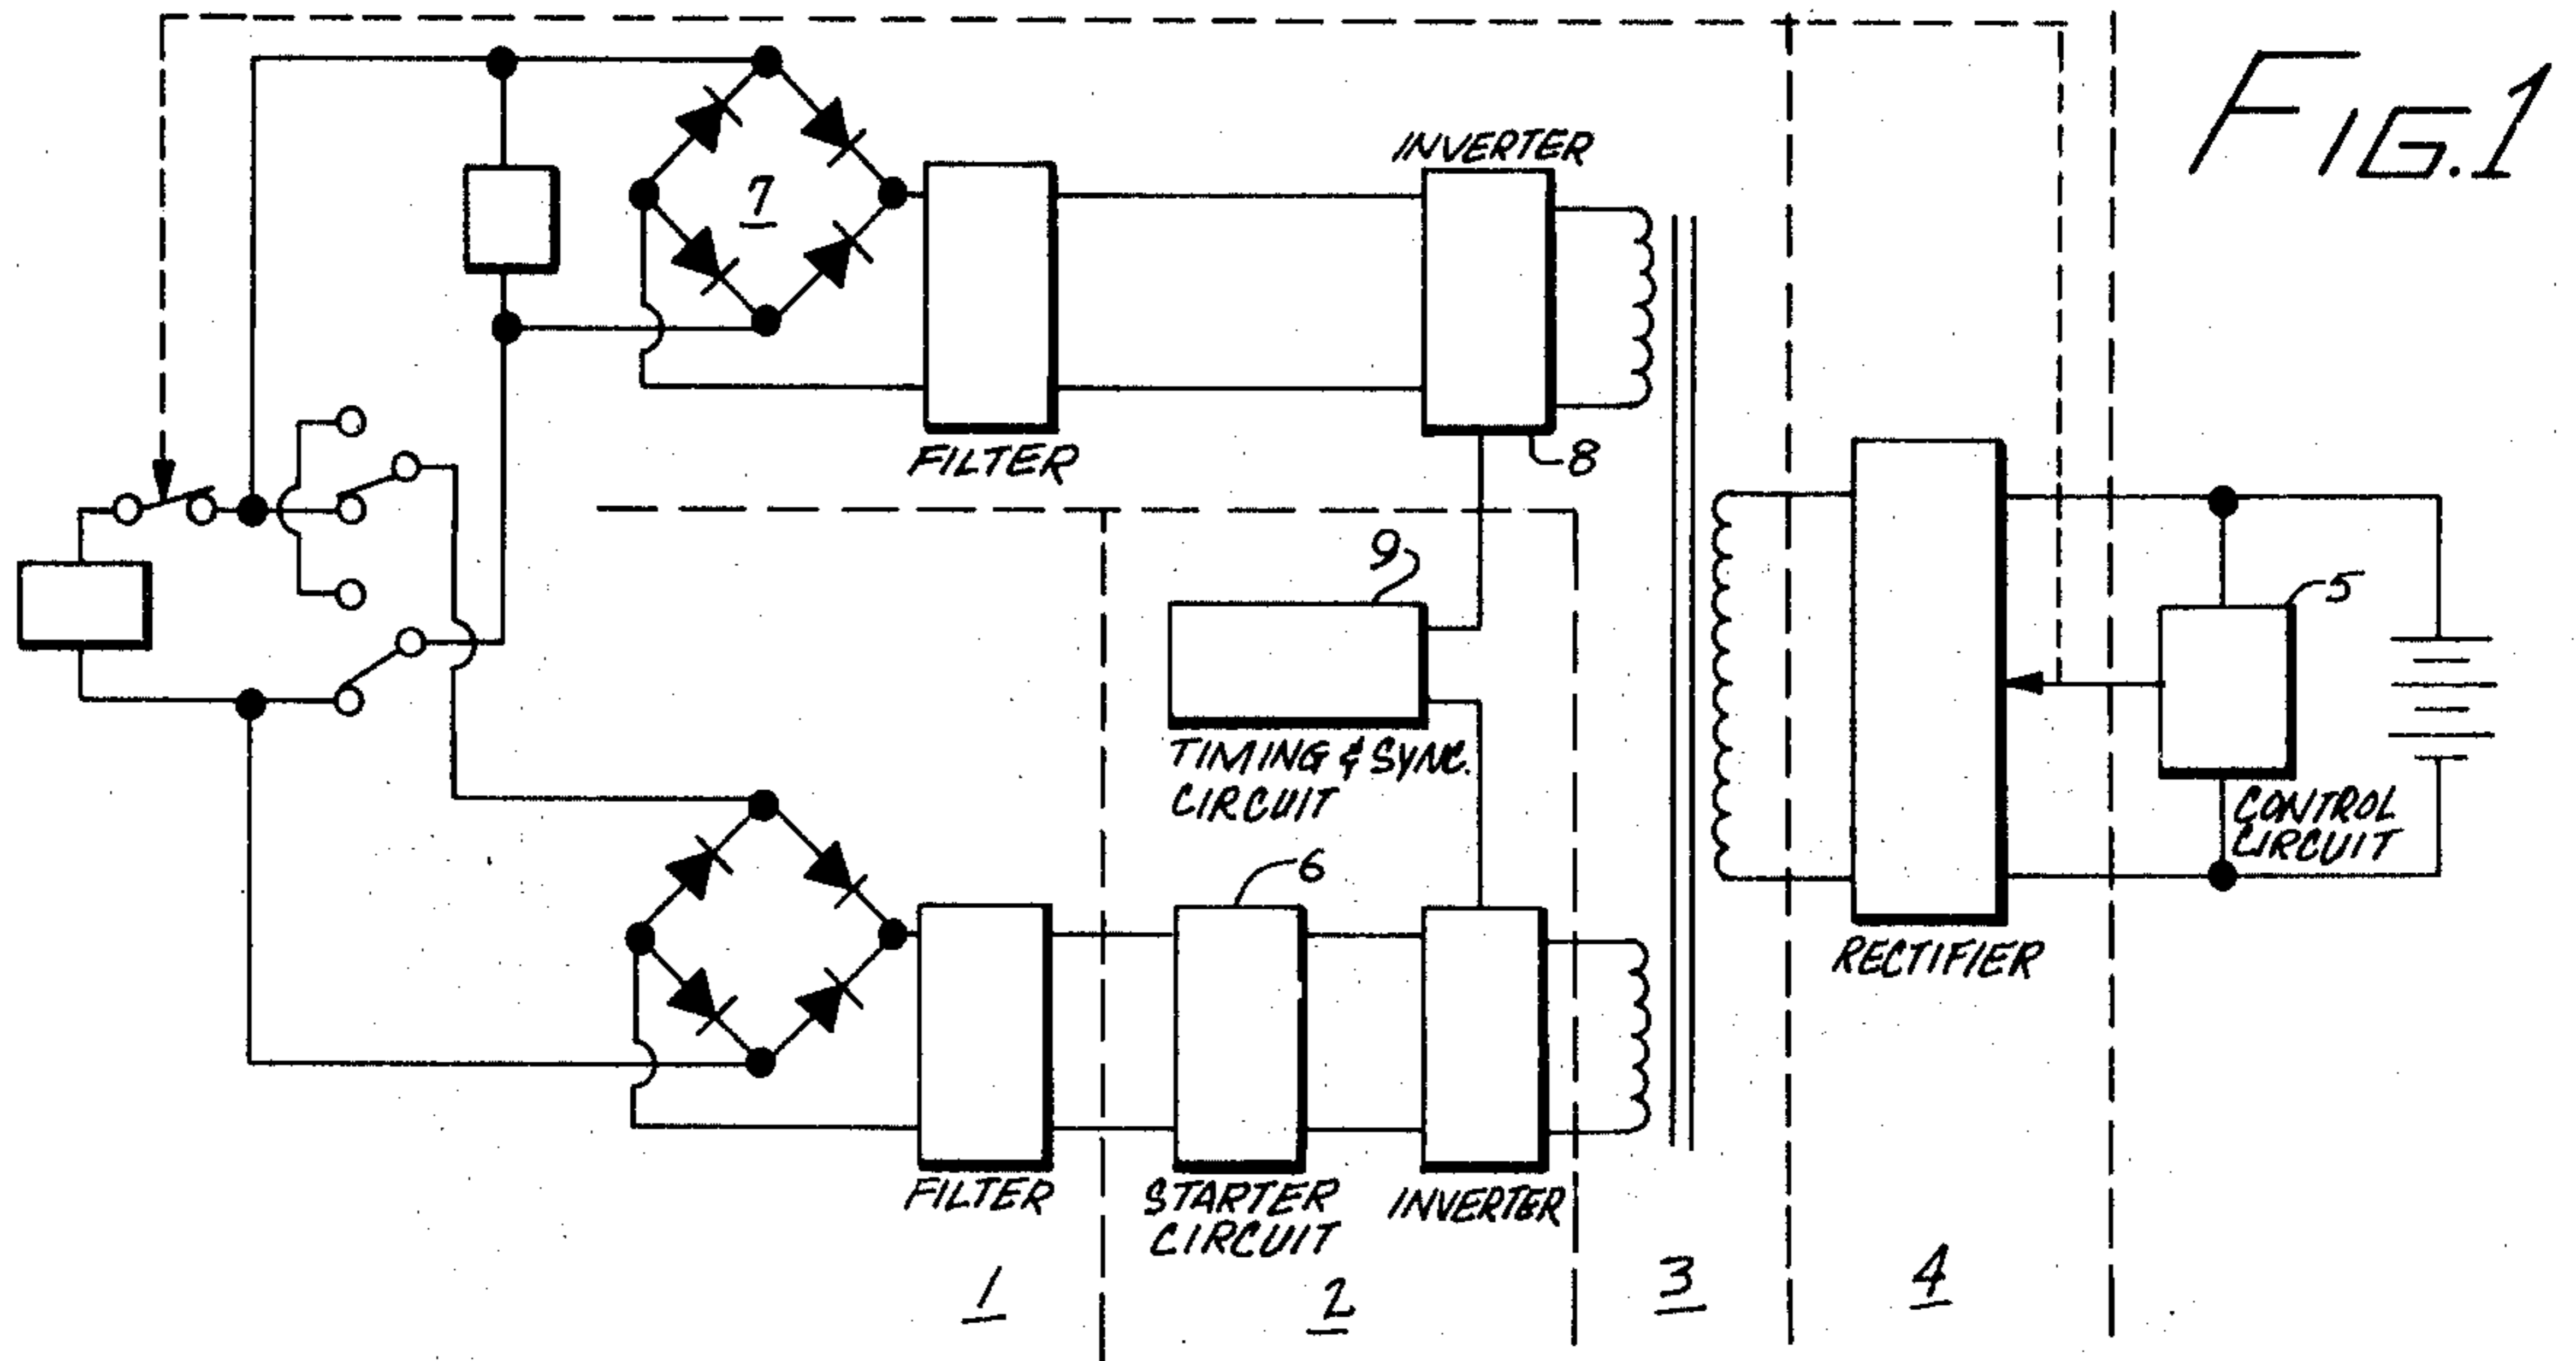 FIG.1
7
INVERTER
8
FILTER
9
TIMING & SYNC.
CIRCUIT
5
CONTROL
CIRCUIT
6
RECTIFIER
FILTER
STARTER
CIRCUIT
INVERTER
1
2
3
4